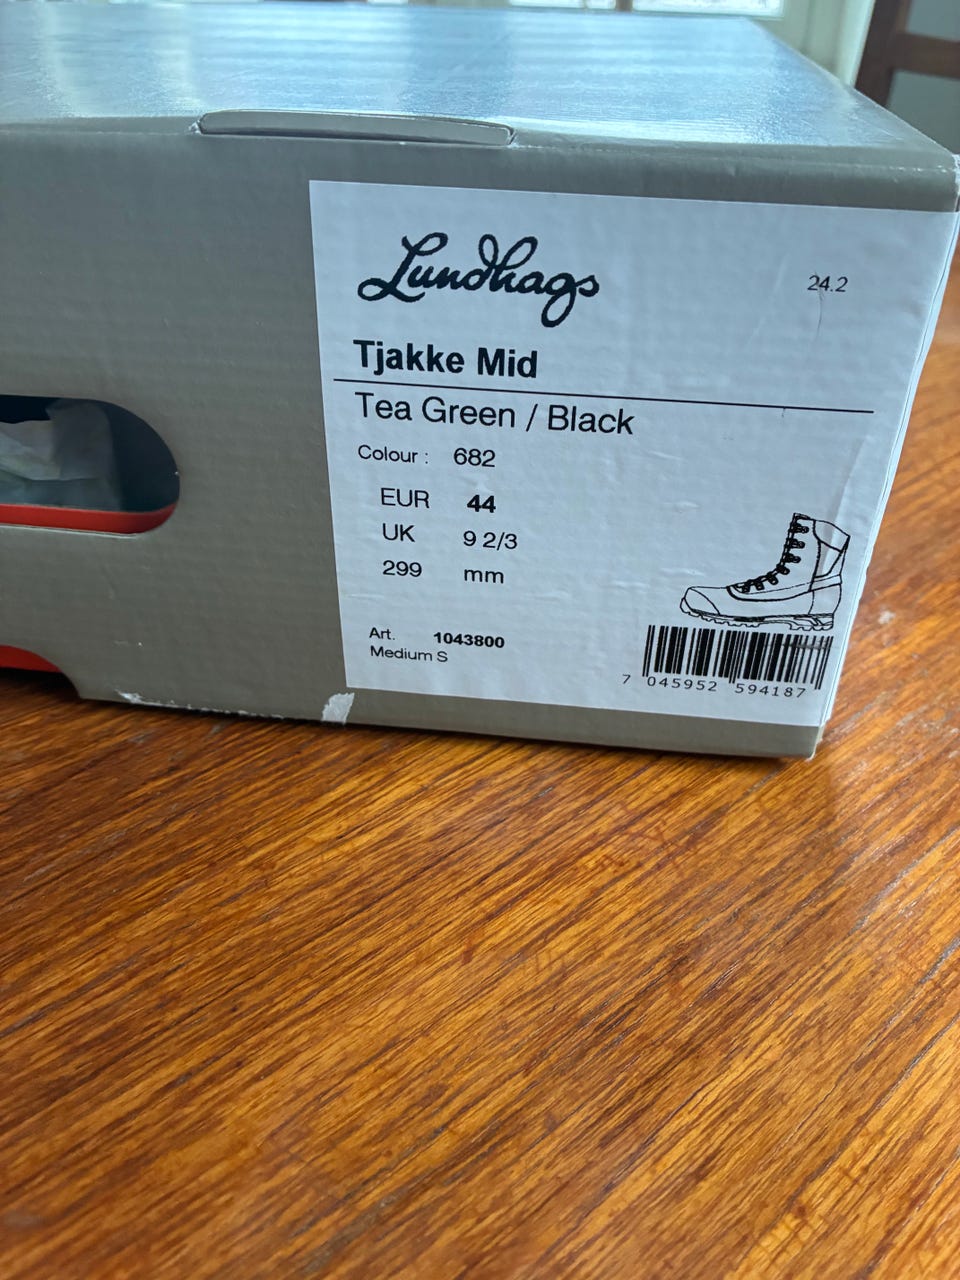 Lundhags
24.2
Tjakke Mid
Tea Green / Black
Colour : 682
EUR 44
UK 9 2/3
299 mm
Art. 1043800
Medium S
7 045952 594187